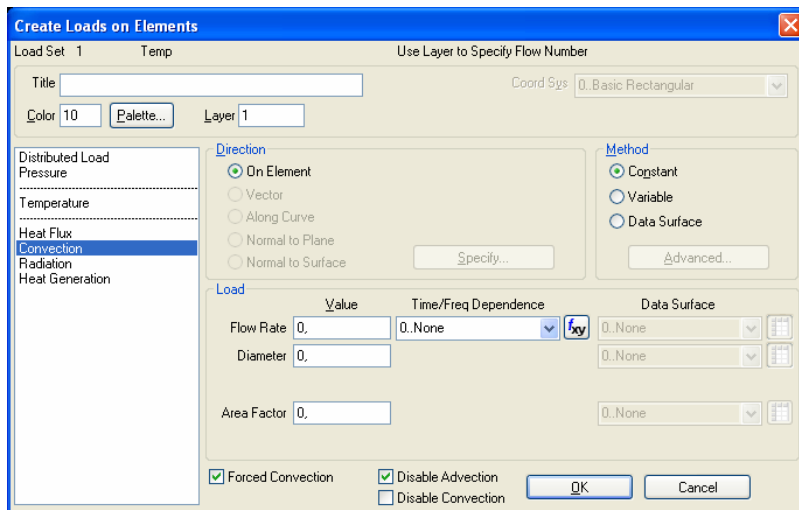 Create Loads on Elements
Load Set 1 Temp Use Layer to Specify Flow Number
Title Coord Sys 0..Basic Rectangular
Color 10 Palette... Layer 1
Distributed Load
Pressure
Temperature
Heat Flux
Convection
Radiation
Heat Generation
Direction
On Element
Vector
Along Curve
Normal to Plane
Normal to Surface
Specify...
Method
Constant
Variable
Data Surface
Advanced...
Load
Value Time/Freq Dependence Data Surface
Flow Rate 0, 0..None fxy 0..None
Diameter 0, 0..None
Area Factor 0, 0..None
Forced Convection Disable Advection
Disable Convection
OK Cancel